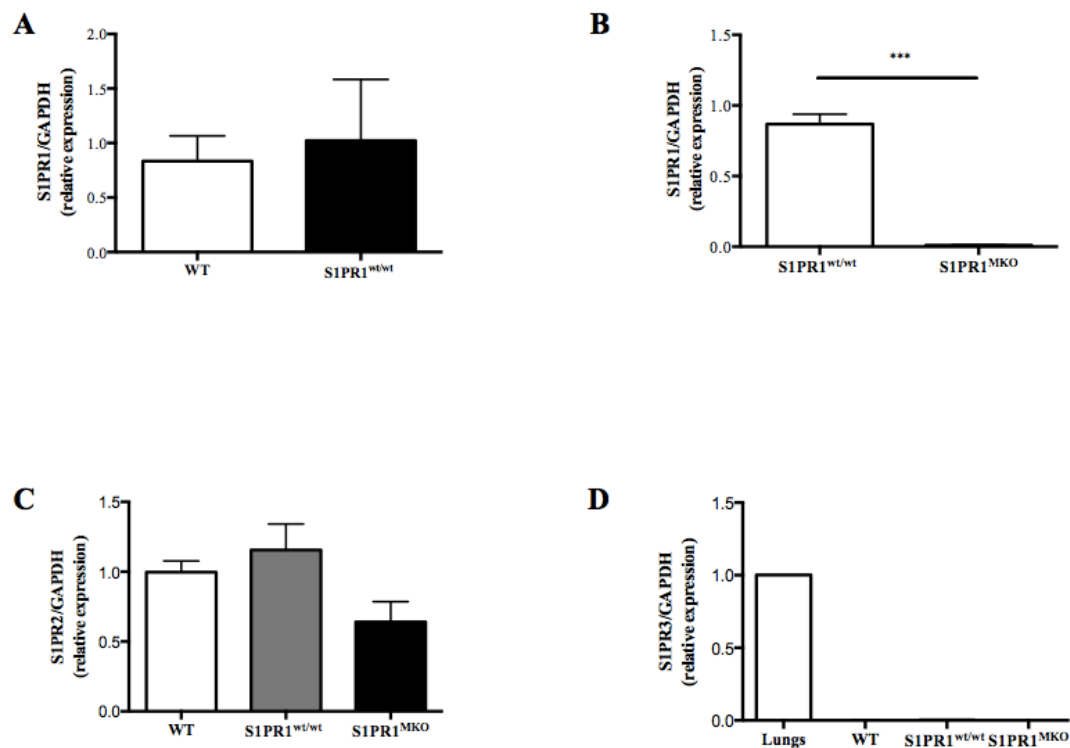 A
S1PR1/GAPDH
(relative expression)
2.0
1.5
1.0
0.5
0.0
WT
S1PR1wt/wt
B
S1PR1/GAPDH
(relative expression)
1.5
1.0
0.5
0.0
***
S1PR1wt/wt
S1PR1MKO
C
S1PR2/GAPDH
(relative expression)
1.5
1.0
0.5
0.0
WT
S1PR1wt/wt
S1PR1MKO
D
S1PR3/GAPDH
(relative expression)
1.5
1.0
0.5
0.0
Lungs
WT
S1PR1wt/wt
S1PR1MKO